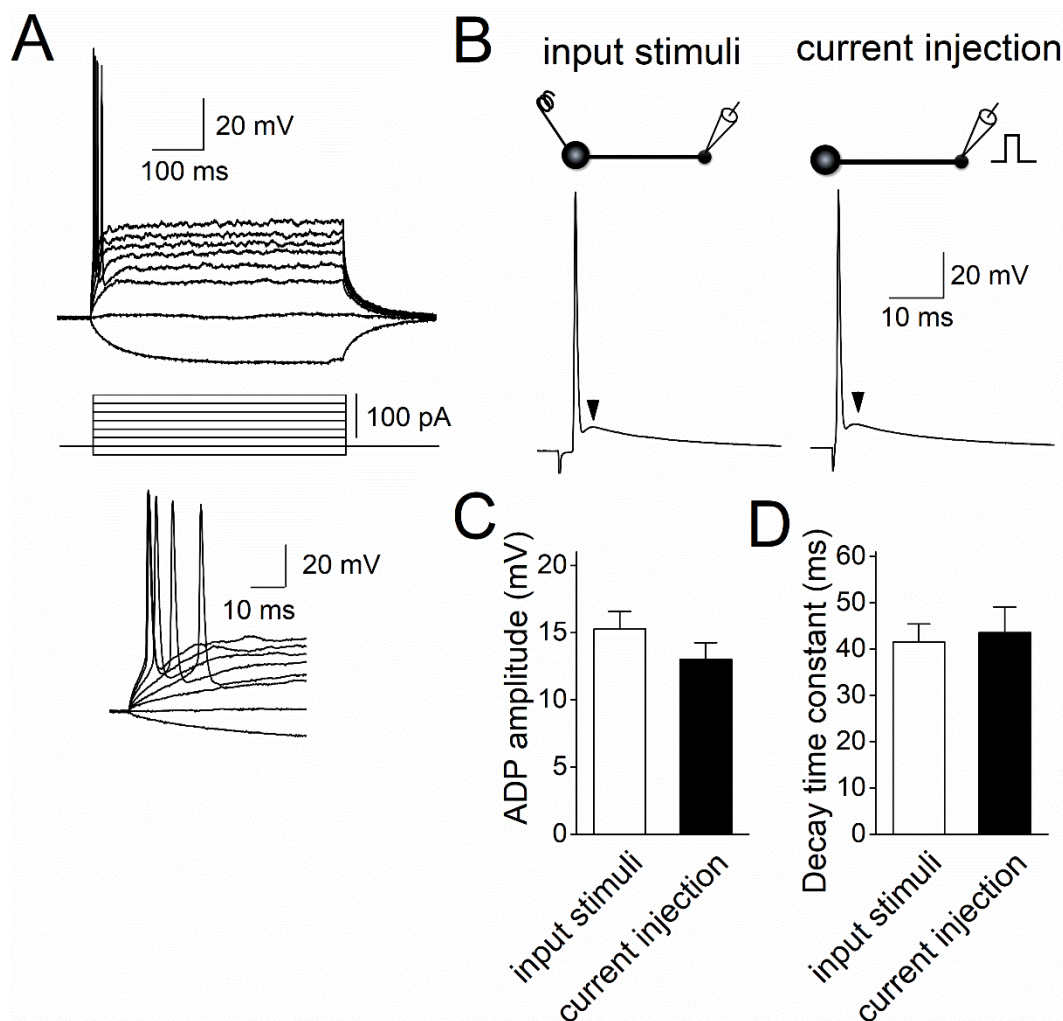 A
20 mV
100 ms
100 pA
20 mV
10 ms
B
input stimuli
current injection
20 mV
10 ms
C
ADP amplitude (mV)
20
15
10
5
0
input stimuli
current injection
D
Decay time constant (ms)
60
50
40
30
20
10
0
input stimuli
current injection